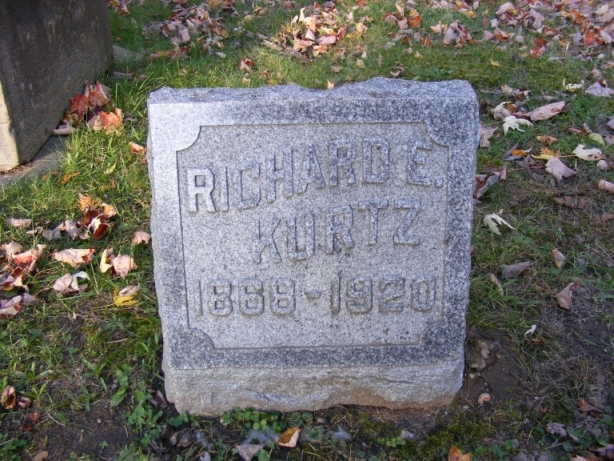 RICHARD E.
KURTZ
1868 - 1920